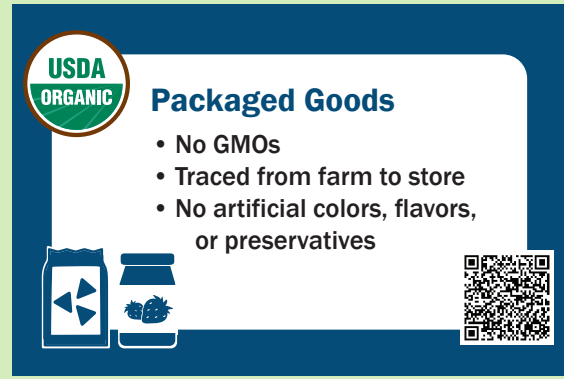 USDA
ORGANIC
Packaged Goods
• No GMOs
• Traced from farm to store
• No artificial colors, flavors,
or preservatives